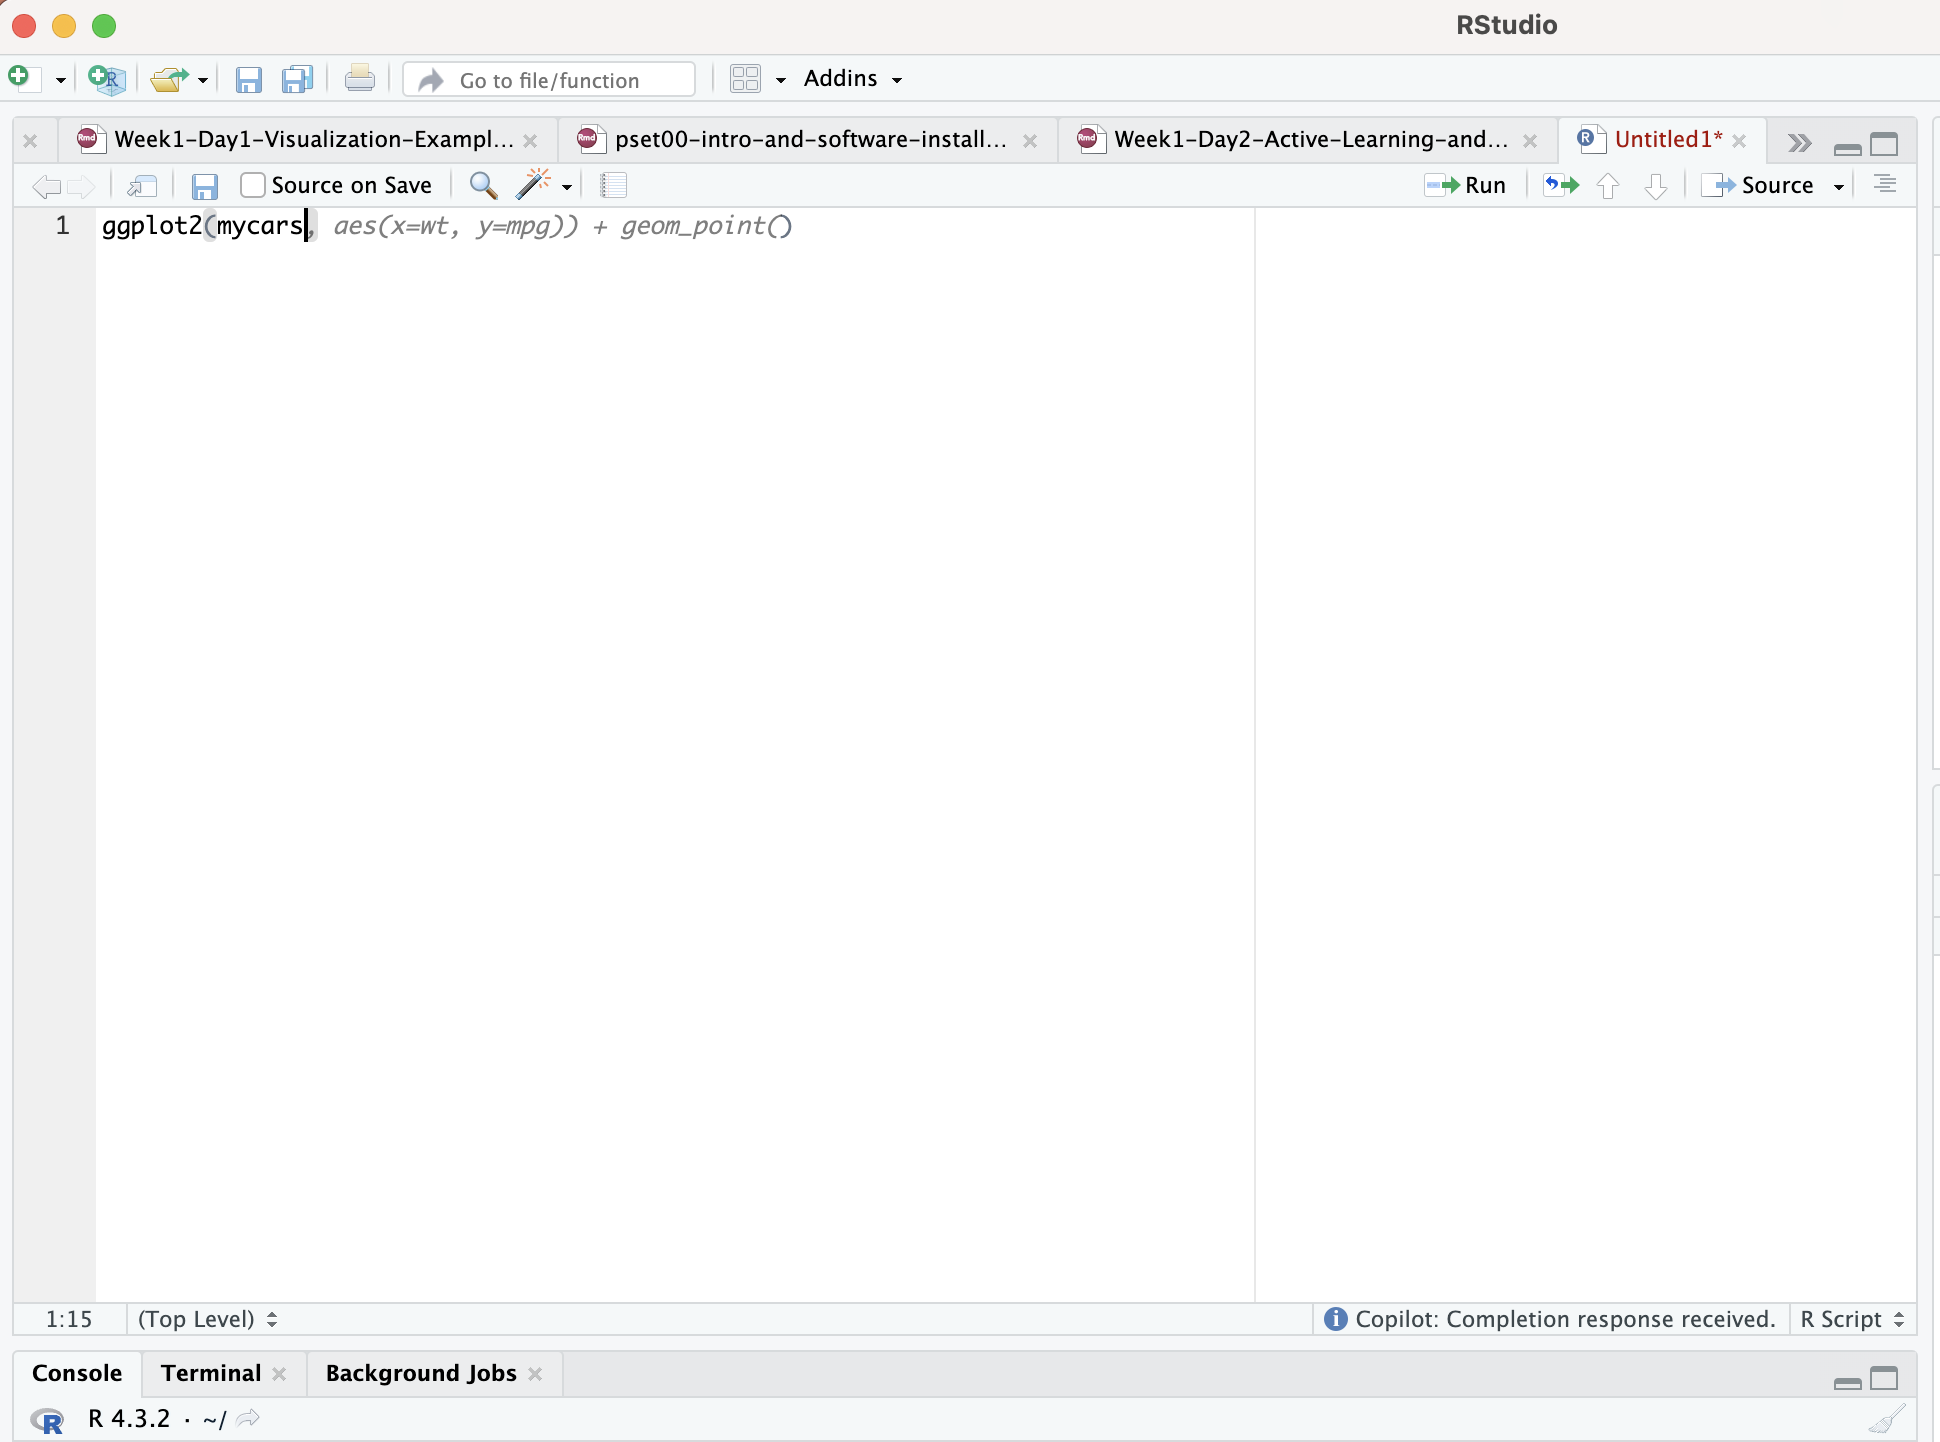 RStudio
Go to file/function
Addins
Week1-Day1-Visualization-Exampl...
pset00-intro-and-software-install...
Week1-Day2-Active-Learning-and...
Untitled1*
Source on Save
Run
Source
1 ggplot2(mycars, aes(x=wt, y=mpg)) + geom_point()
1:15
(Top Level)
Copilot: Completion response received.
R Script
Console
Terminal
Background Jobs
R 4.3.2 · ~/